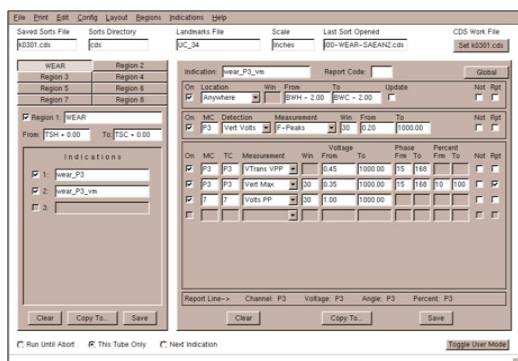 File Print Edit Config Layout Regions Indications Help
Saved Sorts File Sorts Directory Landmarks File Scale Last Sort Opened CDS Work File
k0301.cds cds UC_34 Inches 00-WEAR-SAEAN2.cds Set k0301.cds
WEAR Region 2
Region 3 Region 4
Region 5 Region 6
Region 7 Region 8
Region 1: WEAR
From: TSH + 0.00 To: TSC + 0.00
Indications
1: wear_P3
2: wear_P3_vm
3:
Clear Copy To... Save
Indication: wear_P3_vm Report Code: Global
On Location Win From To Update Not Rpt
Anywhere BWH - 2.00 BWC - 2.00
On MC Detection Measurement Win From To Not Rpt
P3 Vert Volts F-Peaks 30 0.20 1000.00
Voltage Phase Percent
On MC TC Measurement Win From To Frm To Frm To Not Rpt
P3 P3 VTrans VPP 0.45 1000.00 15 168
P3 P3 Vert Max 30 0.35 1000.00 15 168 10 100
7 7 Volts PP 30 1.00 1000.00
Report Line-> Channel: P3 Voltage: P3 Angle: P3 Percent: P3
Clear Copy To... Save
Run Until Abort This Tube Only Next Indication Toggle User Mode